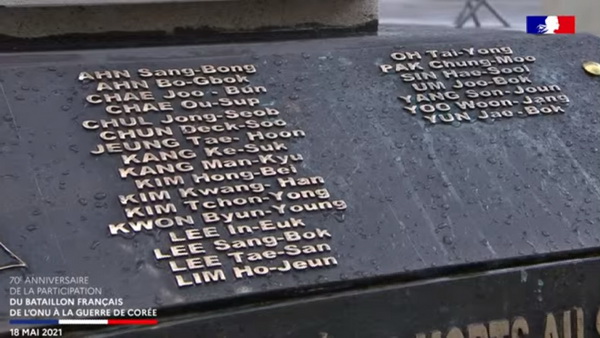 AHN Sang-Bong
AHN Bo-Gbok
CHAE Joo-Bun
CHAE Ou-Sup
CHUL Jong-Seob
CHUN Deck-Soo
JEUNG Tae-Hoon
KANG Ke-Suk
KANG Man-Kyu
KIM Hong-Bei
KIM Kwang-Han
KIM Tchon-Yong
KWON Byun-Young
LEE In-Euk
LEE Sang-Bok
LEE Tae-San
LIM Ho-Jeun
OH Tai-Yong
PAK Chung-Moo
SIN Hae-Sool
UM Joo-Bok
YANG Son-Joun
YOO Woon-Jang
YUN Jae-Bok
MORTS AU
70e ANNIVERSAIRE
DE LA PARTICIPATION
DU BATAILLON FRANÇAIS
DE L'ONU À LA GUERRE DE CORÉE
18 MAI 2021